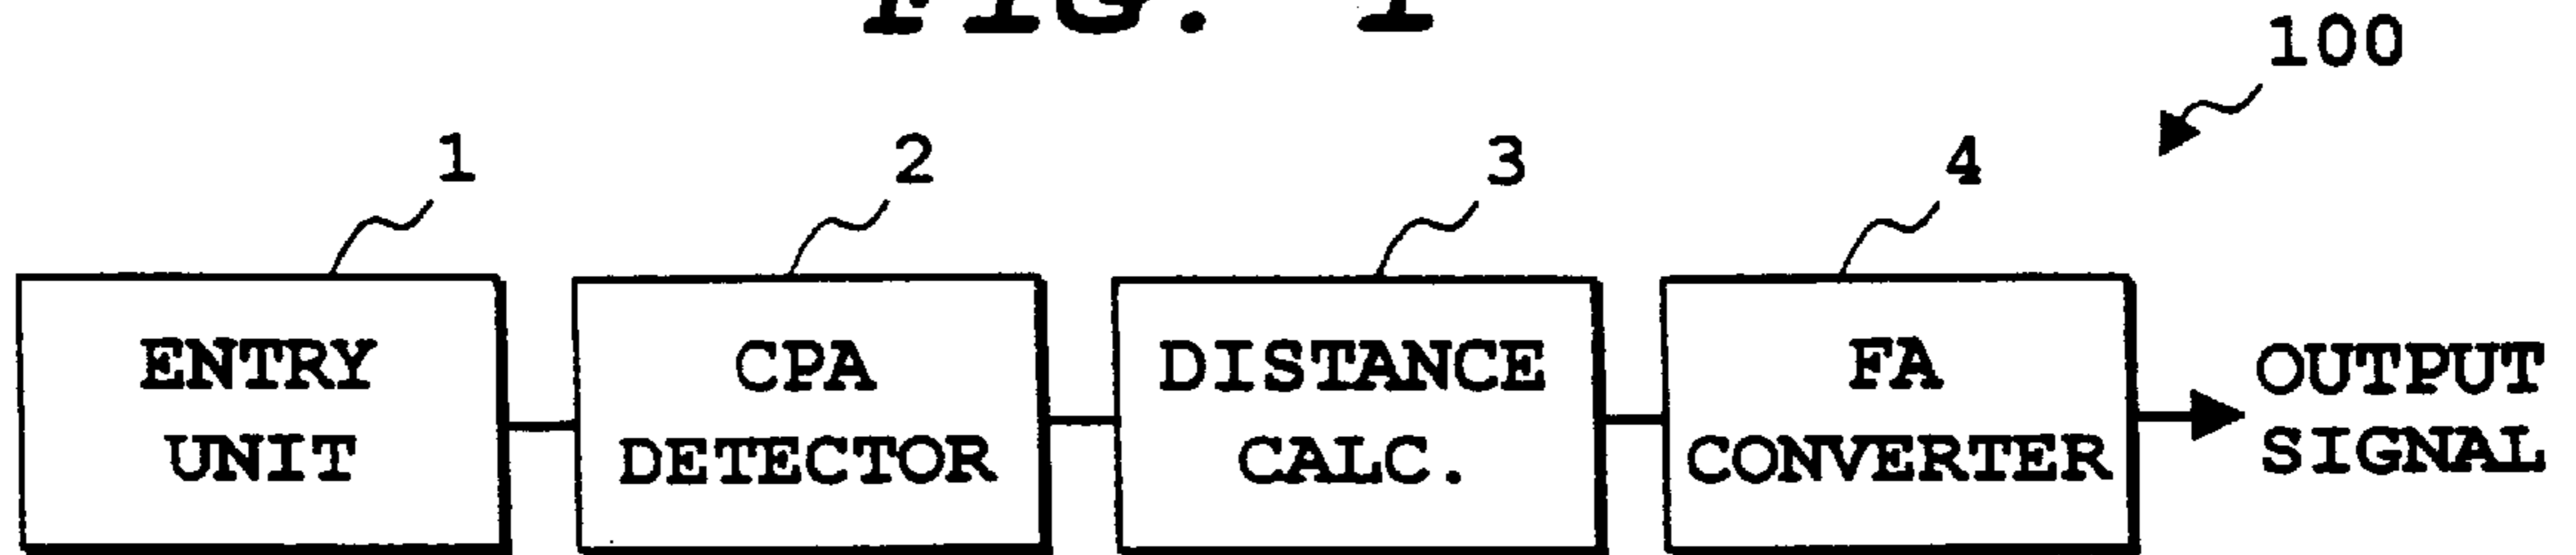 FIG. 1
100
1
2
3
4
ENTRY
UNIT
CPA
DETECTOR
DISTANCE
CALC.
FA
CONVERTER
OUTPUT
SIGNAL